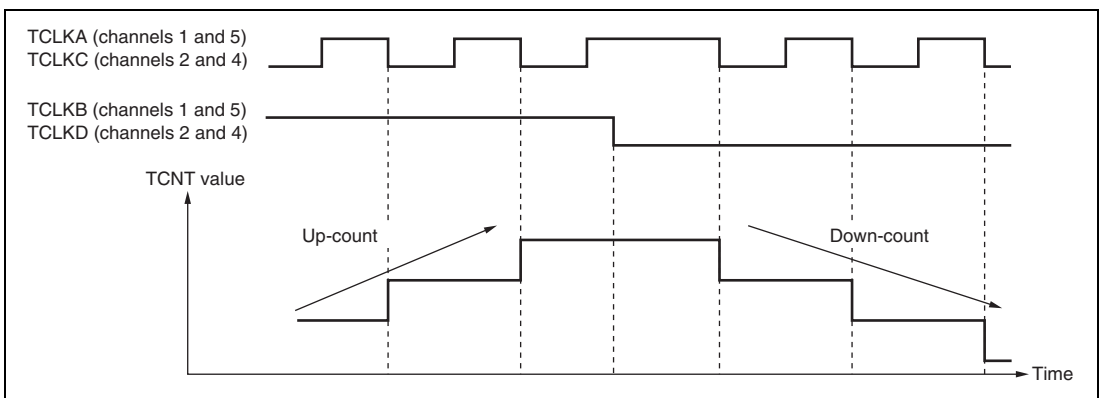 TCLKA (channels 1 and 5)
TCLKC (channels 2 and 4)
TCLKB (channels 1 and 5)
TCLKD (channels 2 and 4)
TCNT value
Up-count
Down-count
Time